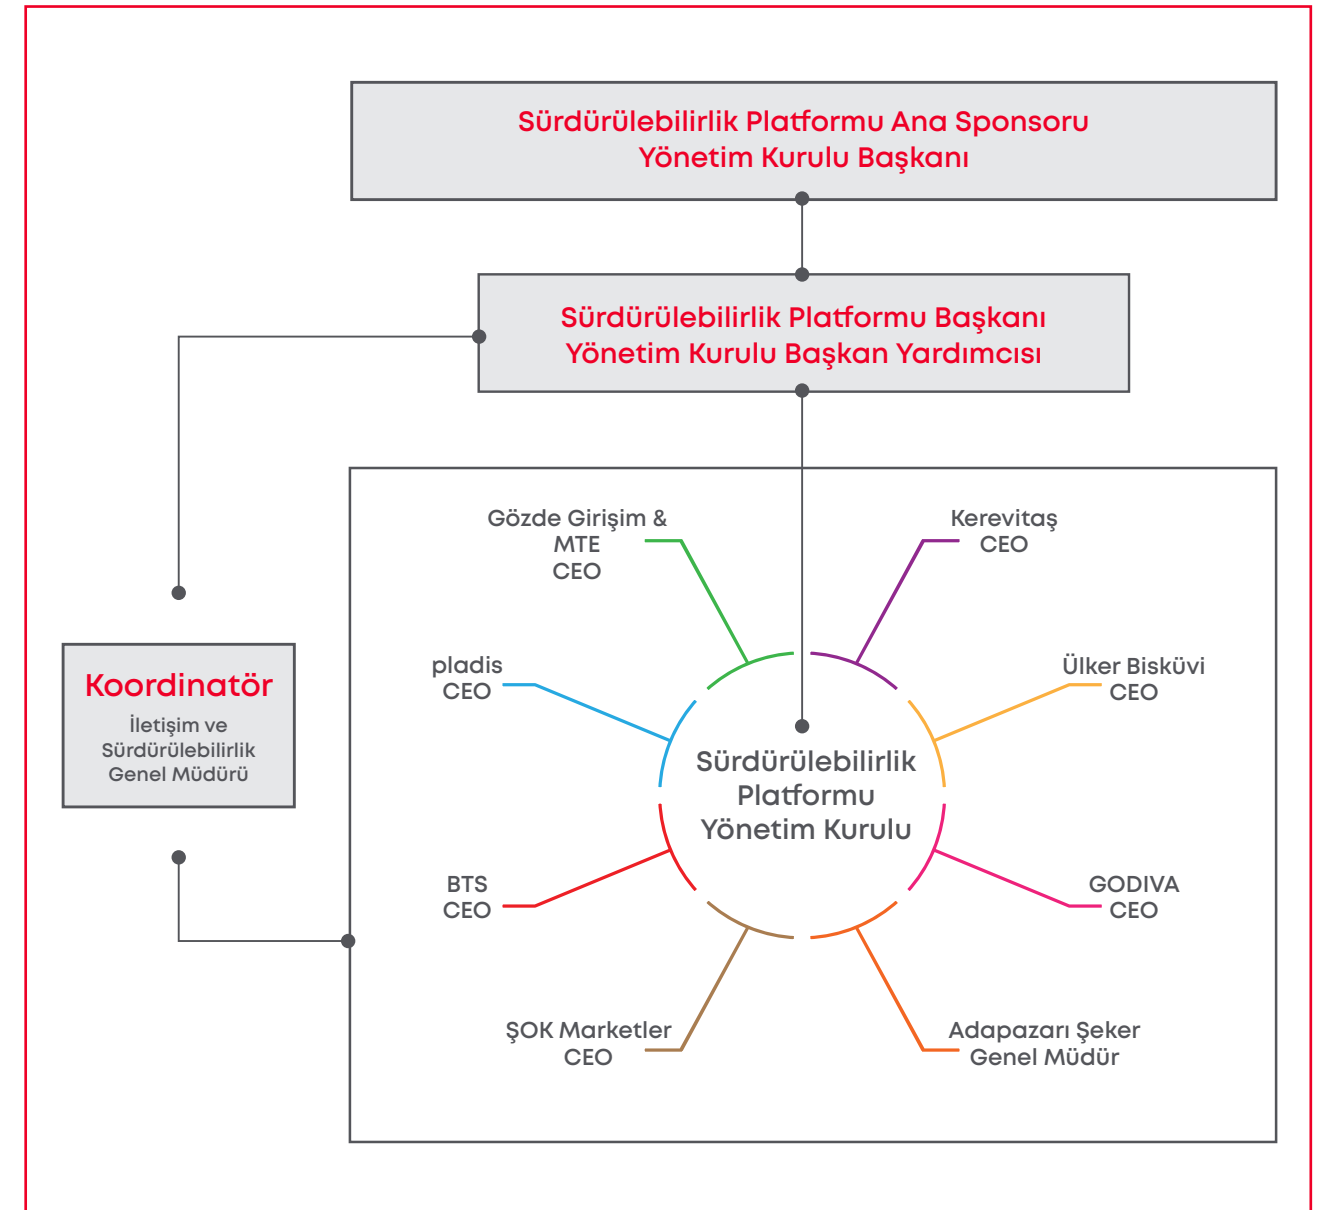 Sürdürülebilirlik Platformu Ana Sponsoru
Yönetim Kurulu Başkanı
Sürdürülebilirlik Platformu Başkanı
Yönetim Kurulu Başkan Yardımcısı
Koordinatör
İletişim ve
Sürdürülebilirlik
Genel Müdürü
Gözde Girişim &
MTE
CEO
Kerevitaş
CEO
pladis
CEO
Ülker Bisküvi
CEO
Sürdürülebilirlik
Platformu
Yönetim Kurulu
BTS
CEO
GODIVA
CEO
ŞOK Marketler
CEO
Adapazarı Şeker
Genel Müdür